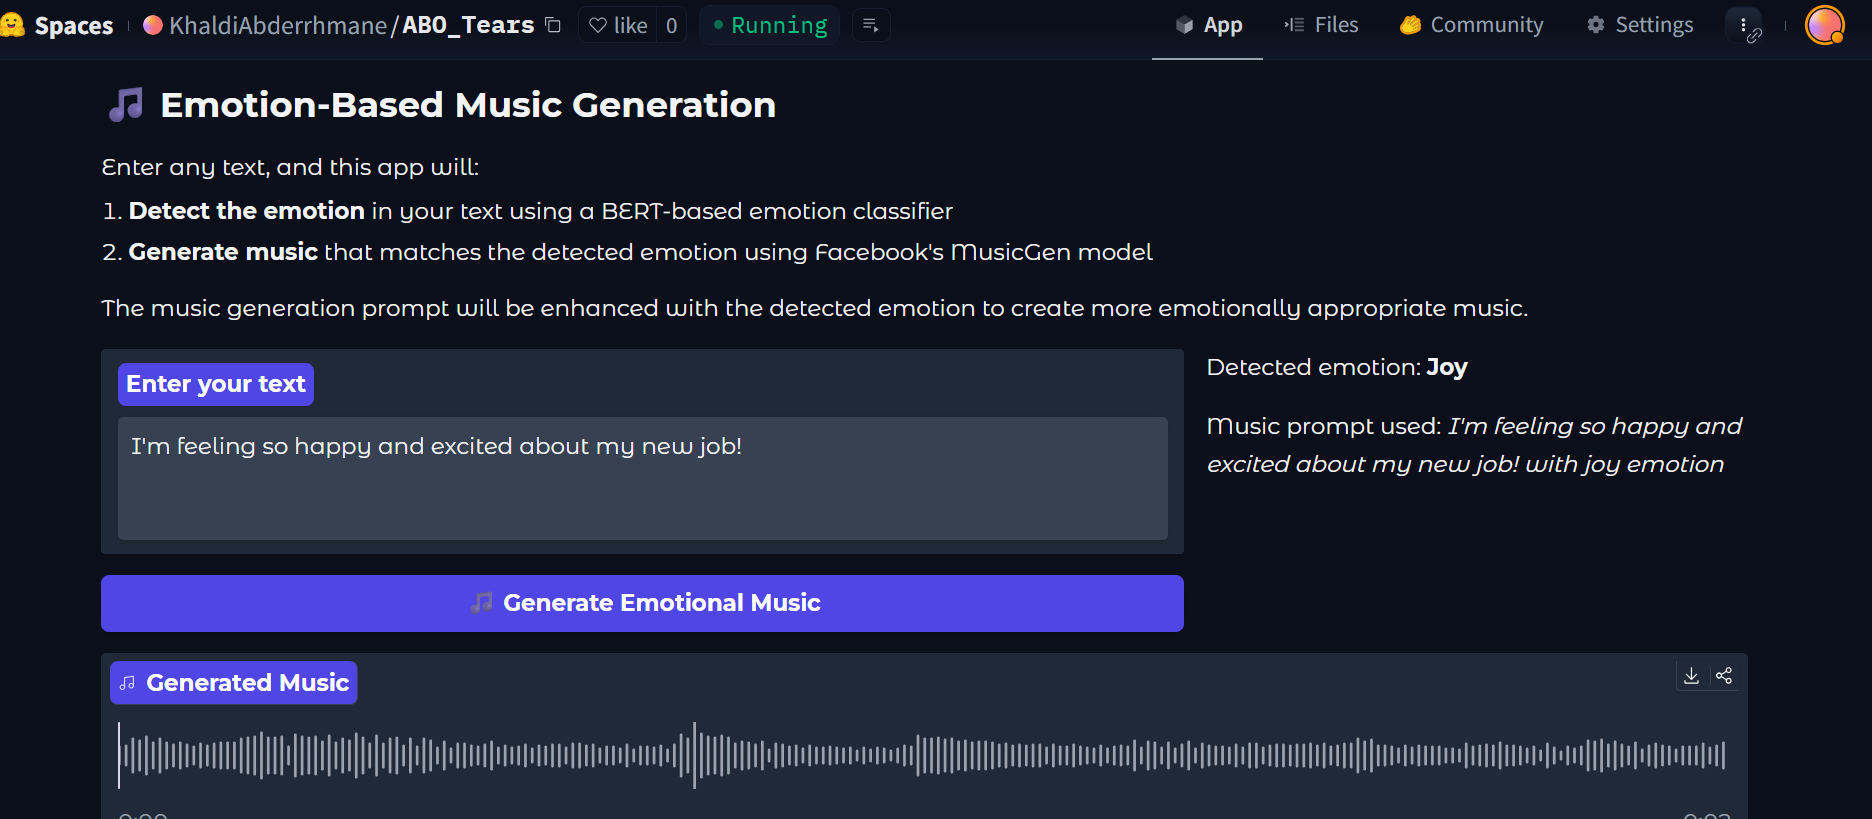 Spaces KhaldiAbderrhmane/ABO_Tears like 0 Running App Files Community Settings
Emotion-Based Music Generation
Enter any text, and this app will:
1. Detect the emotion in your text using a BERT-based emotion classifier
2. Generate music that matches the detected emotion using Facebook's MusicGen model
The music generation prompt will be enhanced with the detected emotion to create more emotionally appropriate music.
Enter your text
I'm feeling so happy and excited about my new job!
Detected emotion: Joy
Music prompt used: I'm feeling so happy and
excited about my new job! with joy emotion
Generate Emotional Music
Generated Music